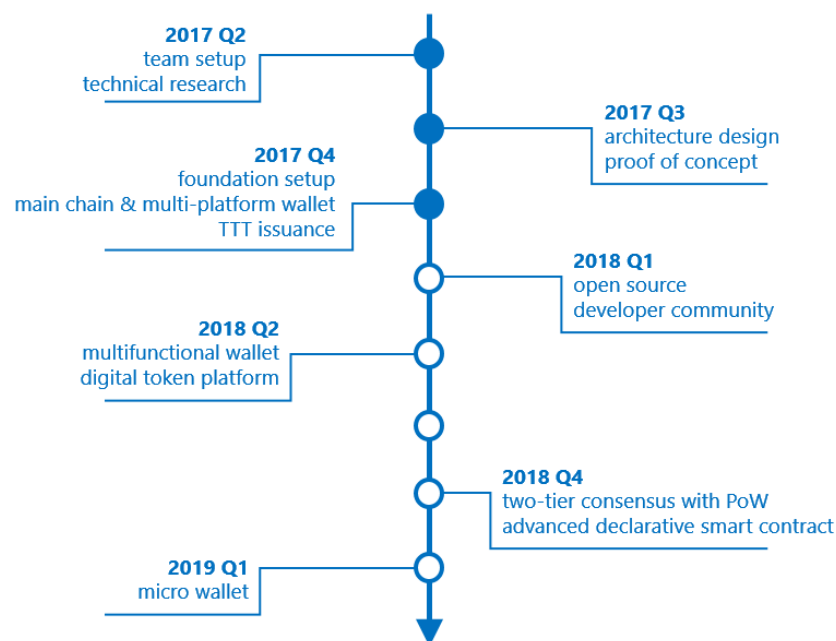 2017 Q2
team setup
technical research
2017 Q3
architecture design
proof of concept
2017 Q4
foundation setup
main chain & multi-platform wallet
TTT issuance
2018 Q1
open source
developer community
2018 Q2
multifunctional wallet
digital token platform
2018 Q4
two-tier consensus with PoW
advanced declarative smart contract
2019 Q1
micro wallet